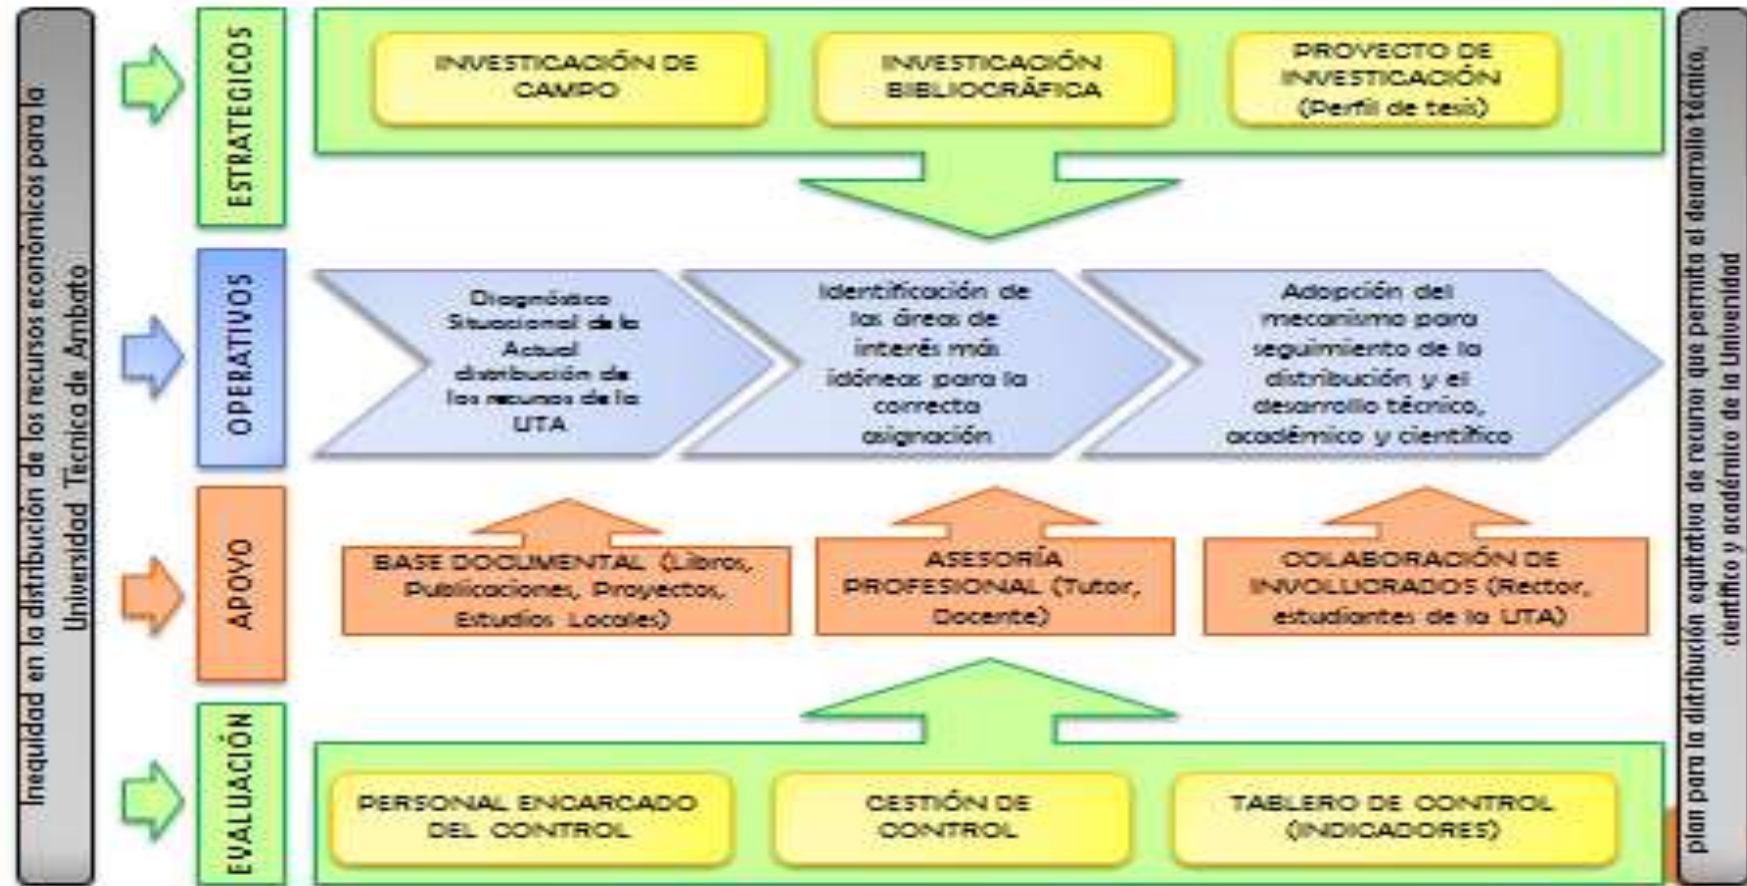 Inequidad en la distribución de los recursos económicos para la
Universidad Técnica de Ambato
ESTRATEGICOS
INVESTIGACIÓN DE
CAMPO
INVESTIGACIÓN
BIBLIOGRÁFICA
PROYECTO DE
INVESTIGACIÓN
(Perfil de tesis)
OPERATIVOS
Diagnóstico
Situacional de la
Actual
distribución de
los recursos de la
UTA
Identificación de
las áreas de
interés más
idóneas para la
correcta
asignación
Adopción del
mecanismo para
seguimiento de la
distribución y el
desarrollo técnico,
académico y científico
APOYO
BASE DOCUMENTAL (Libros,
Publicaciones, Proyectos,
Estudios Locales)
ASESORÍA
PROFESIONAL (Tutor,
Docente)
COLABORACIÓN DE
INVOLUCRADOS (Rector,
estudiantes de la UTA)
EVALUACIÓN
PERSONAL ENCARGADO
DEL CONTROL
GESTIÓN DE
CONTROL
TABLERO DE CONTROL
(INDICADORES)
plan para la distribución equitativa de recursos que permita el desarrollo técnico,
científico y académico de la Universidad